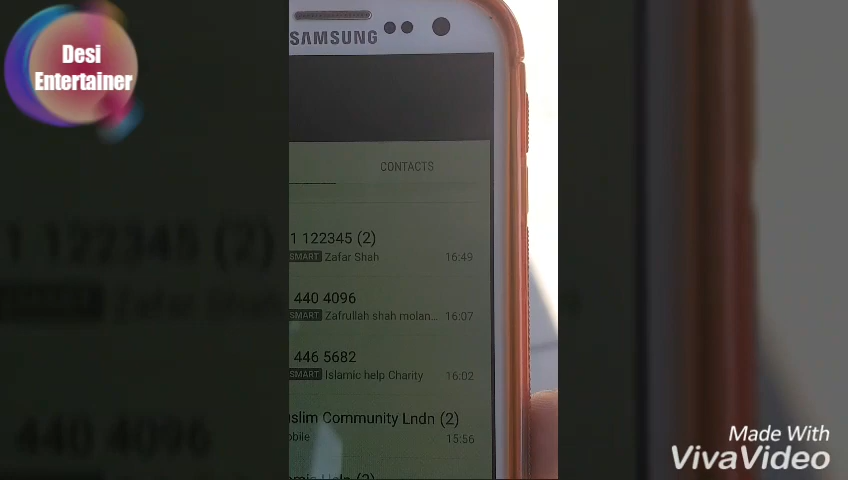 Desi
Entertainer
SAMSUNG
CONTACTS
1 122345 (2)
SMART Zafar Shah 16:49
440 4096
SMART Zafrullah shah molan... 16:07
446 5682
SMART Islamic help Charity 16:02
uslim Community Lndn (2)
obile 15:56
Made With
VivaVideo